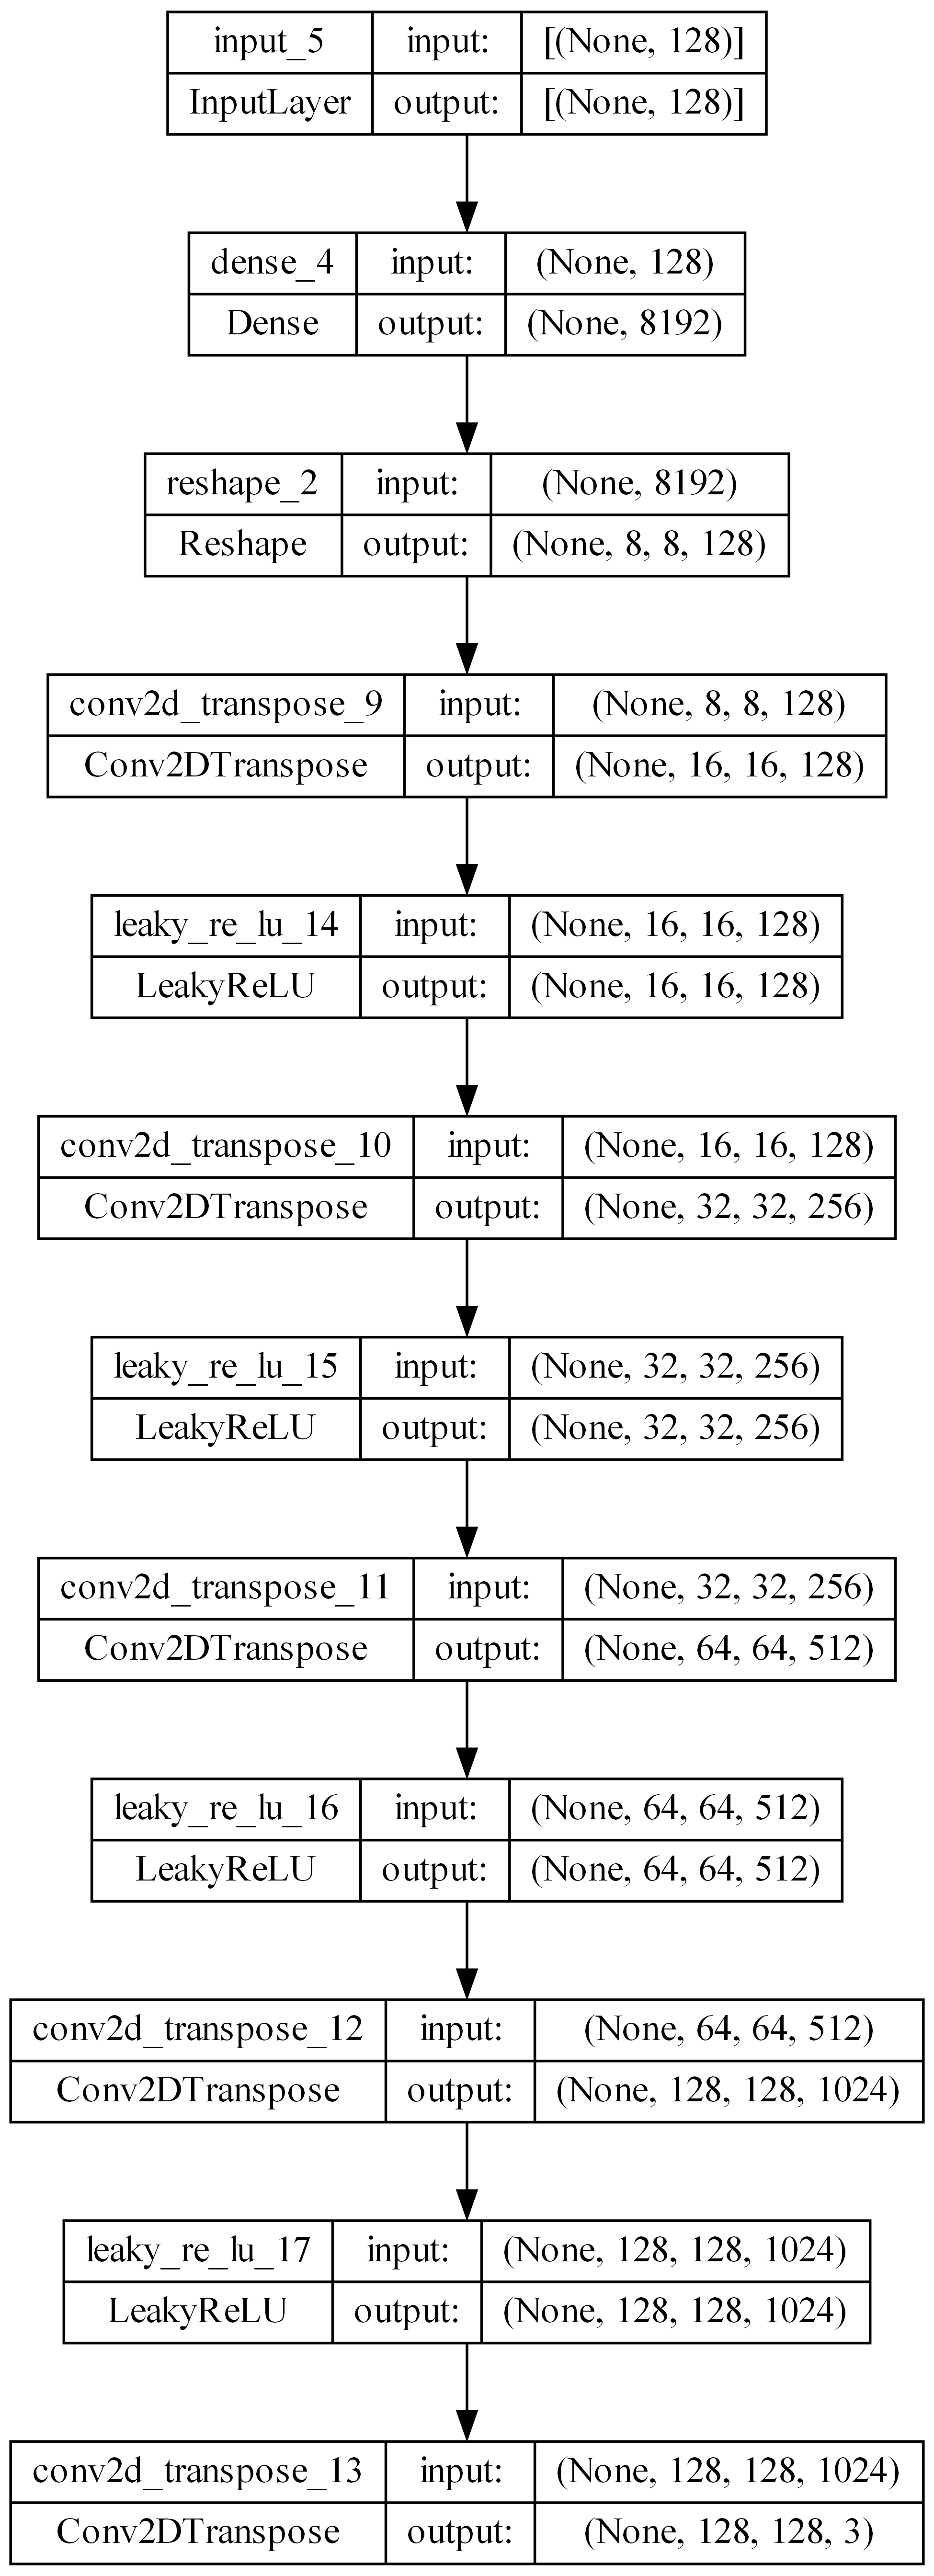 input_5 input: [(None, 128)]
InputLayer output: [(None, 128)]
dense_4 input: (None, 128)
Dense output: (None, 8192)
reshape_2 input: (None, 8192)
Reshape output: (None, 8, 8, 128)
conv2d_transpose_9 input: (None, 8, 8, 128)
Conv2DTranspose output: (None, 16, 16, 128)
leaky_re_lu_14 input: (None, 16, 16, 128)
LeakyReLU output: (None, 16, 16, 128)
conv2d_transpose_10 input: (None, 16, 16, 128)
Conv2DTranspose output: (None, 32, 32, 256)
leaky_re_lu_15 input: (None, 32, 32, 256)
LeakyReLU output: (None, 32, 32, 256)
conv2d_transpose_11 input: (None, 32, 32, 256)
Conv2DTranspose output: (None, 64, 64, 512)
leaky_re_lu_16 input: (None, 64, 64, 512)
LeakyReLU output: (None, 64, 64, 512)
conv2d_transpose_12 input: (None, 64, 64, 512)
Conv2DTranspose output: (None, 128, 128, 1024)
leaky_re_lu_17 input: (None, 128, 128, 1024)
LeakyReLU output: (None, 128, 128, 1024)
conv2d_transpose_13 input: (None, 128, 128, 1024)
Conv2DTranspose output: (None, 128, 128, 3)